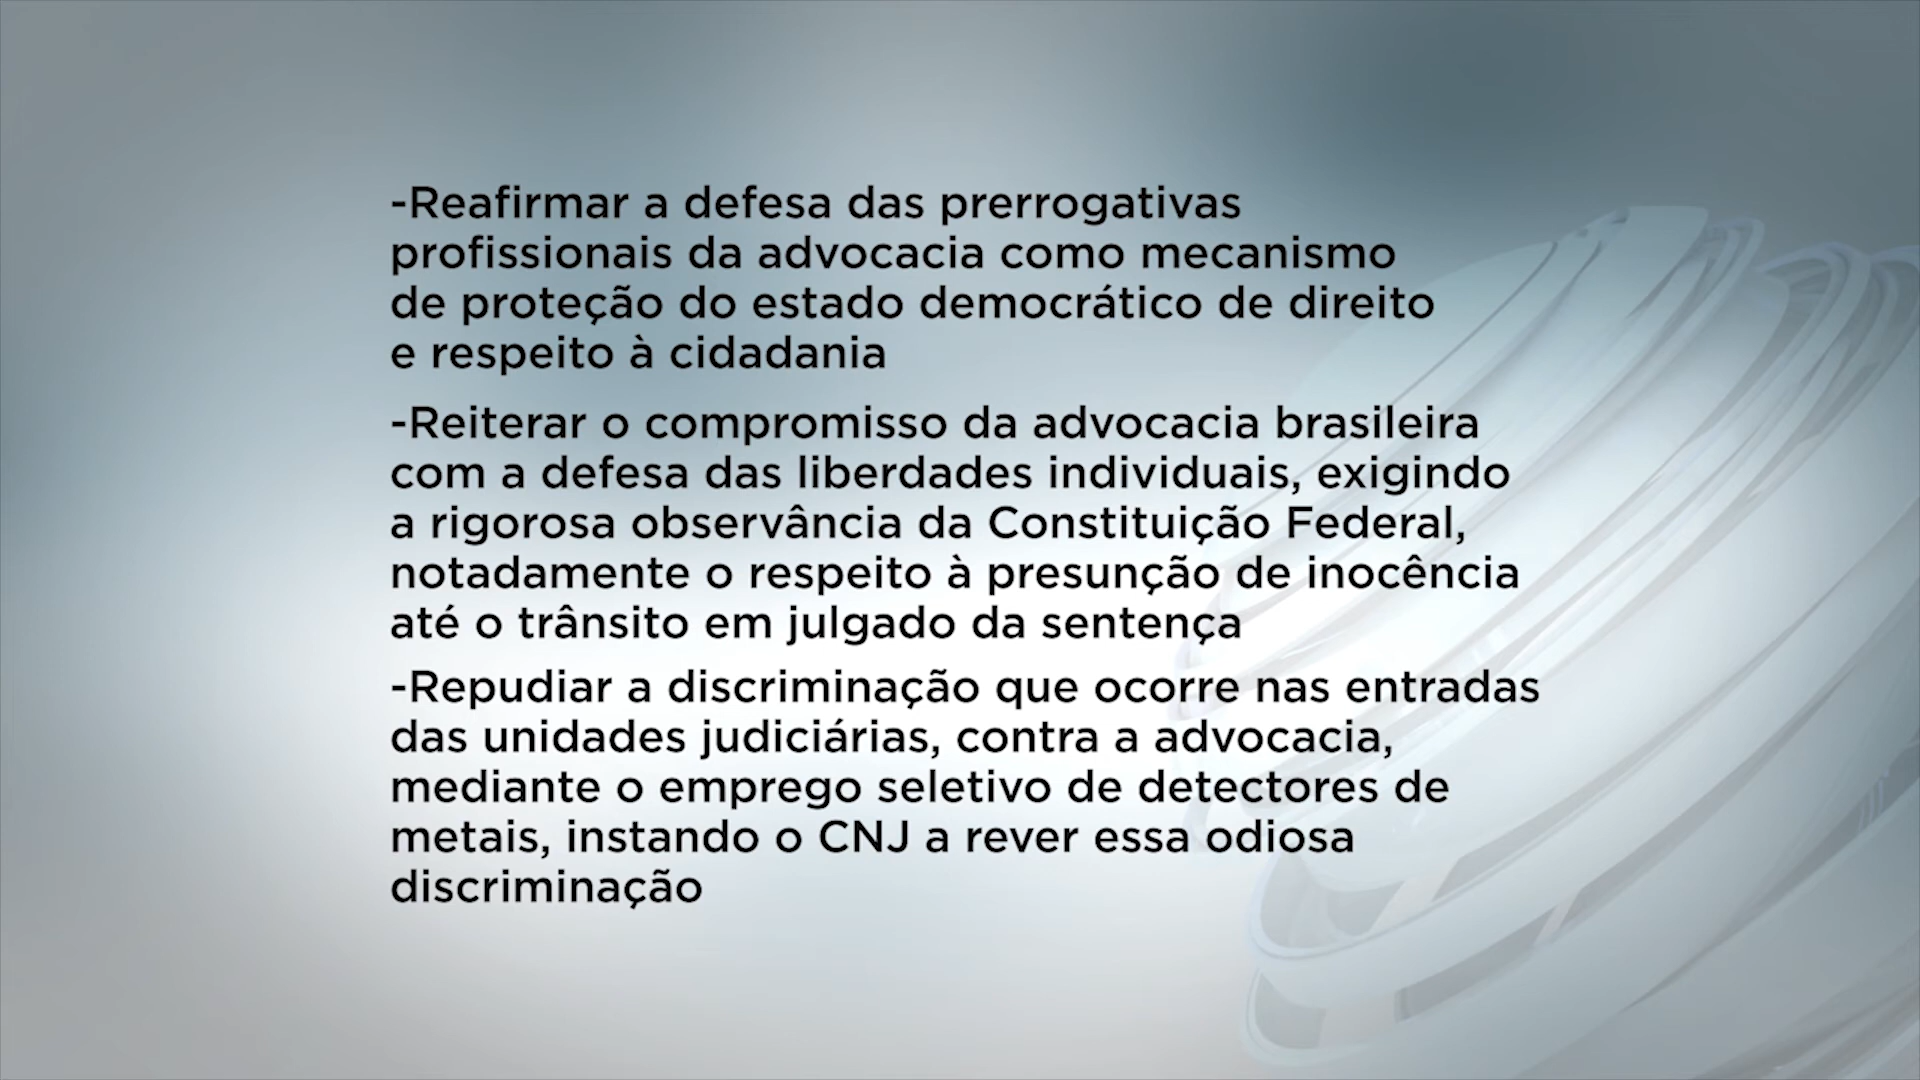 -Reafirmar a defesa das prerrogativas
profissionais da advocacia como mecanismo
de proteção do estado democrático de direito
e respeito à cidadania
-Reiterar o compromisso da advocacia brasileira
com a defesa das liberdades individuais, exigindo
a rigorosa observância da Constituição Federal,
notadamente o respeito à presunção de inocência
até o trânsito em julgado da sentença
-Repudiar a discriminação que ocorre nas entradas
das unidades judiciárias, contra a advocacia,
mediante o emprego seletivo de detectores de
metais, instando o CNJ a rever essa odiosa
discriminação